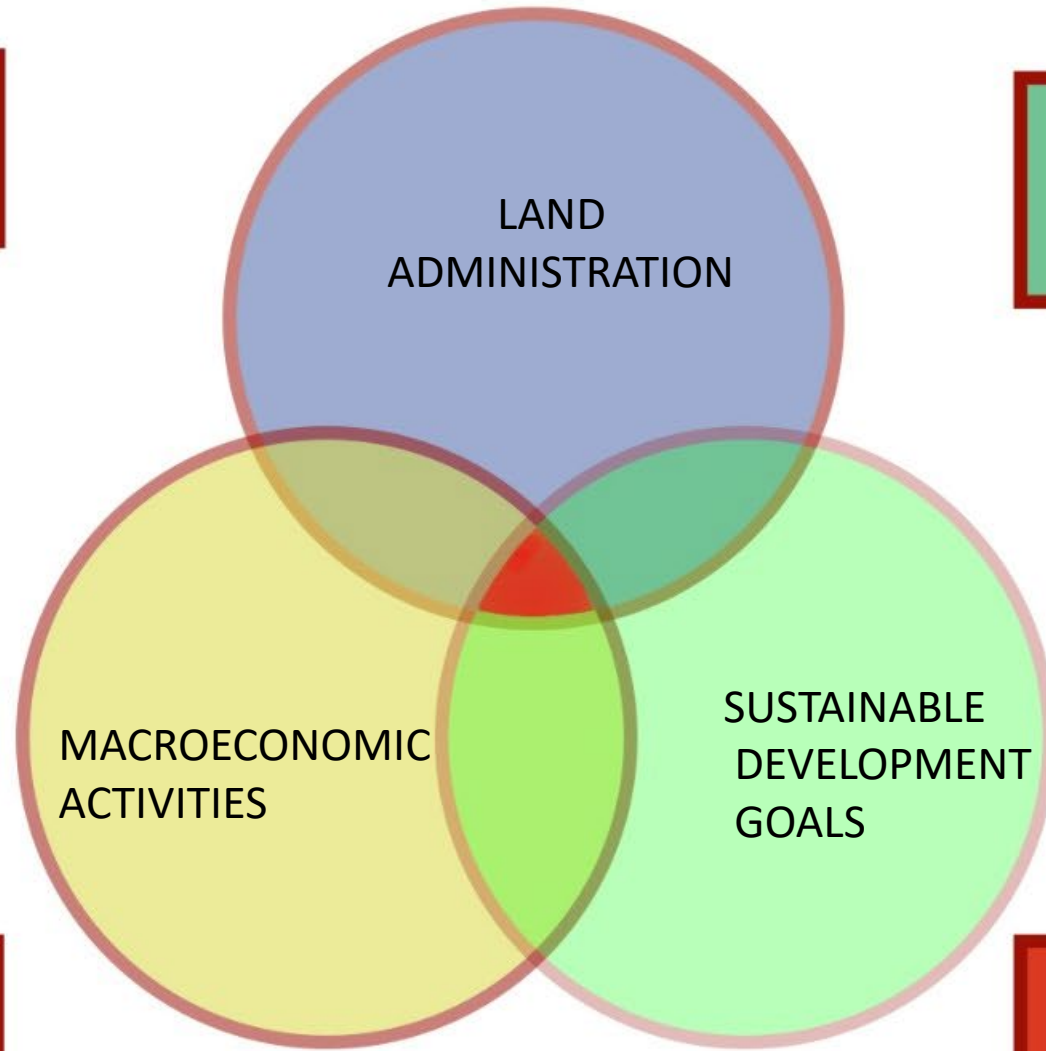 LAND
ADMINISTRATION
MACROECONOMIC
ACTIVITIES
SUSTAINABLE
DEVELOPMENT
GOALS